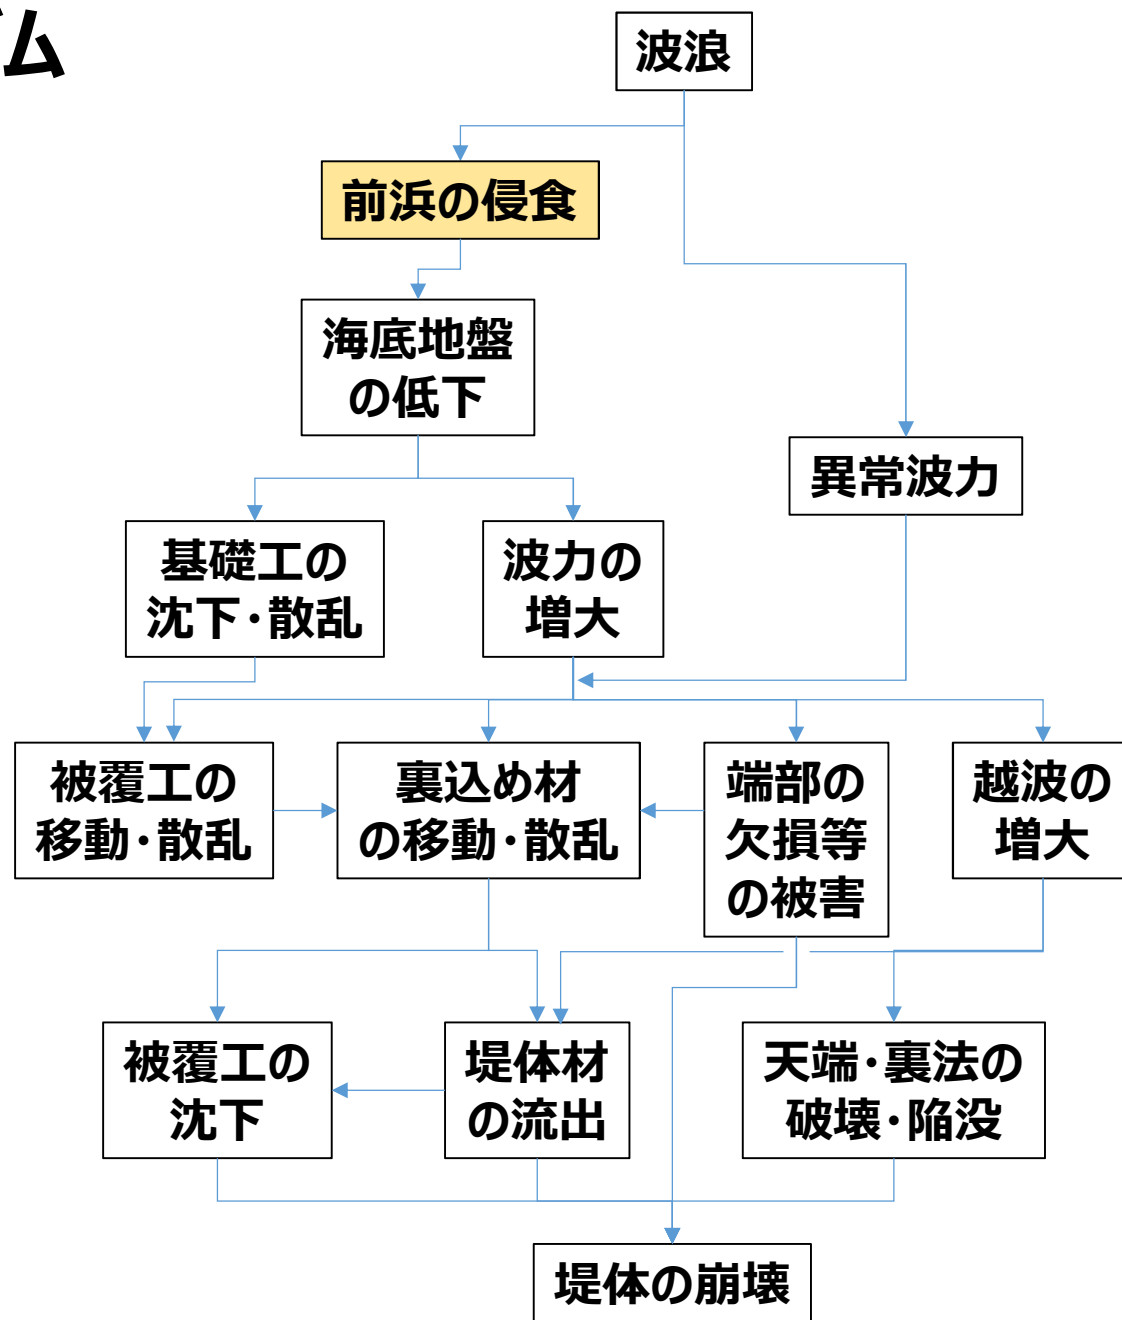 ム
波浪
前浜の侵食
海底地盤
の低下
異常波力
基礎工の
沈下・散乱
波力の
増大
被覆工の
移動・散乱
裏込め材
の移動・散乱
端部の
欠損等
の被害
越波の
増大
被覆工の
沈下
堤体材
の流出
天端・裏法の
破壊・陥没
堤体の崩壊